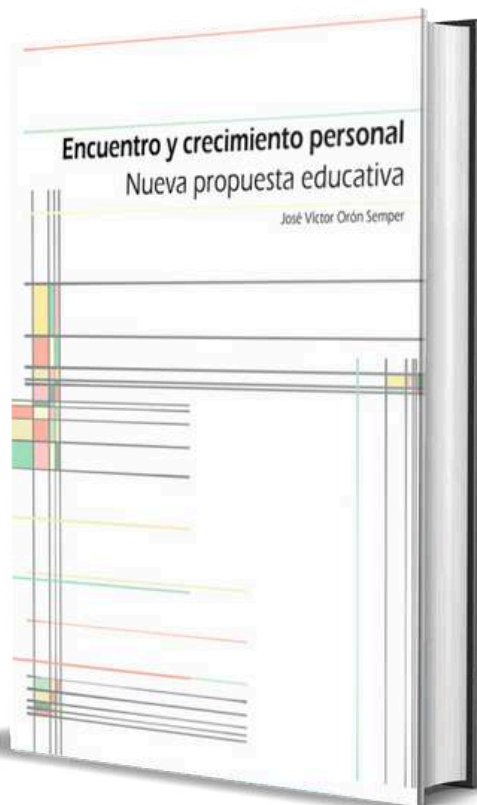 Encuentro y crecimiento personal
Nueva propuesta educativa
José Víctor Orón Semper